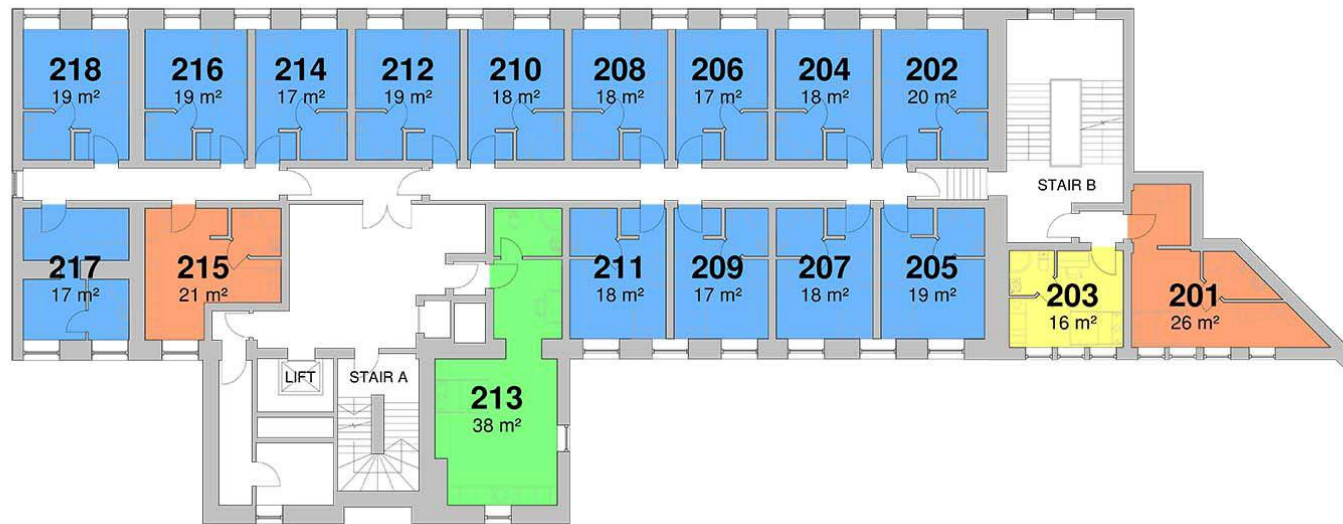 218
19 m²
216
19 m²
214
17 m²
212
19 m²
210
18 m²
208
18 m²
206
17 m²
204
18 m²
202
20 m²
STAIR B
217
17 m²
215
21 m²
211
18 m²
209
17 m²
207
18 m²
205
19 m²
203
16 m²
201
26 m²
LIFT
STAIR A
213
38 m²